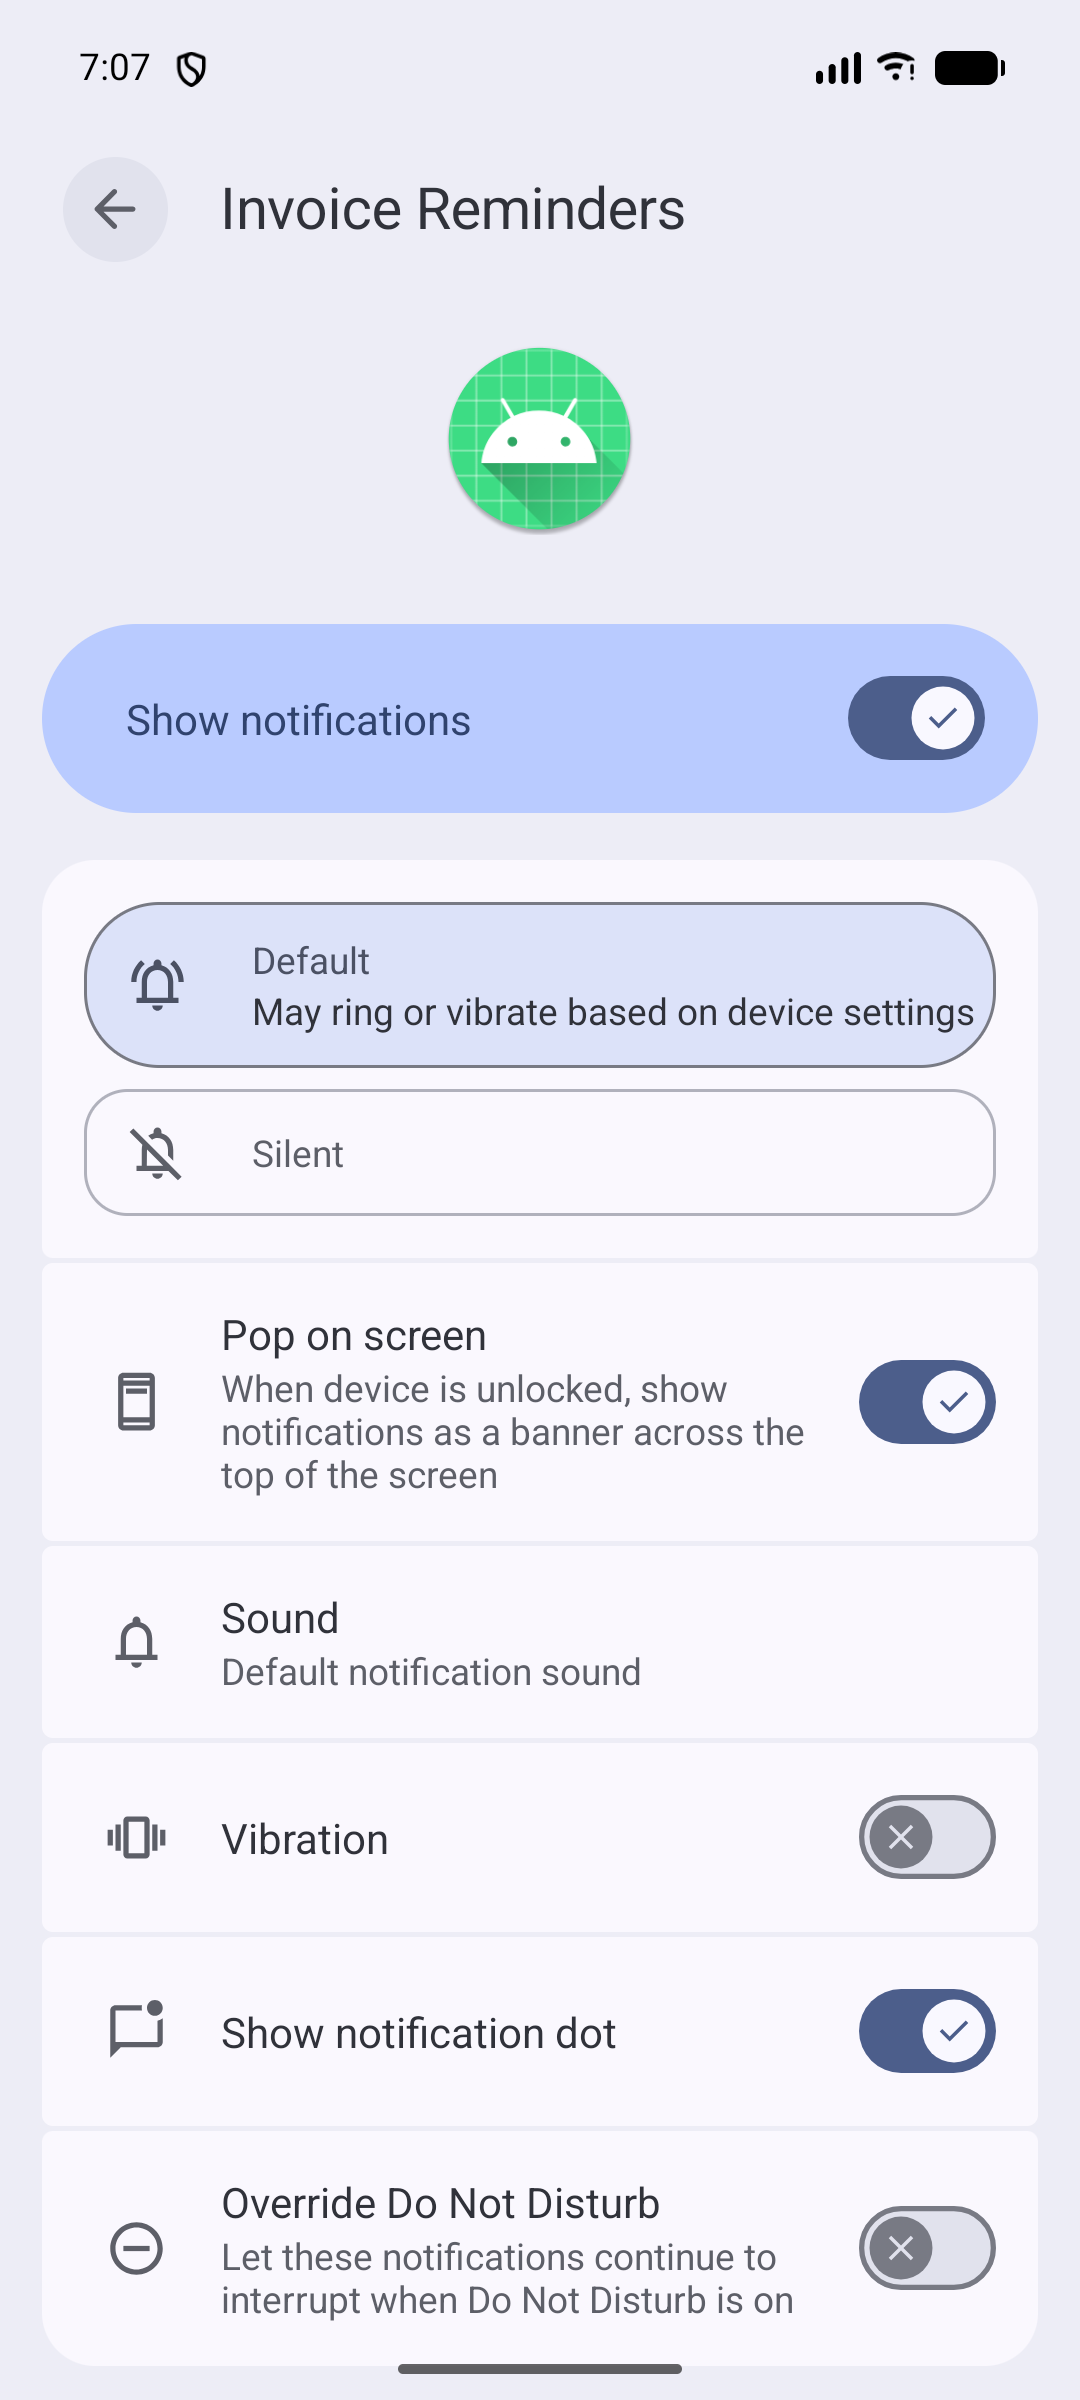 7:07
Invoice Reminders
Show notifications
Default
May ring or vibrate based on device settings
Silent
Pop on screen
When device is unlocked, show
notifications as a banner across the
top of the screen
Sound
Default notification sound
Vibration
Show notification dot
Override Do Not Disturb
Let these notifications continue to
interrupt when Do Not Disturb is on